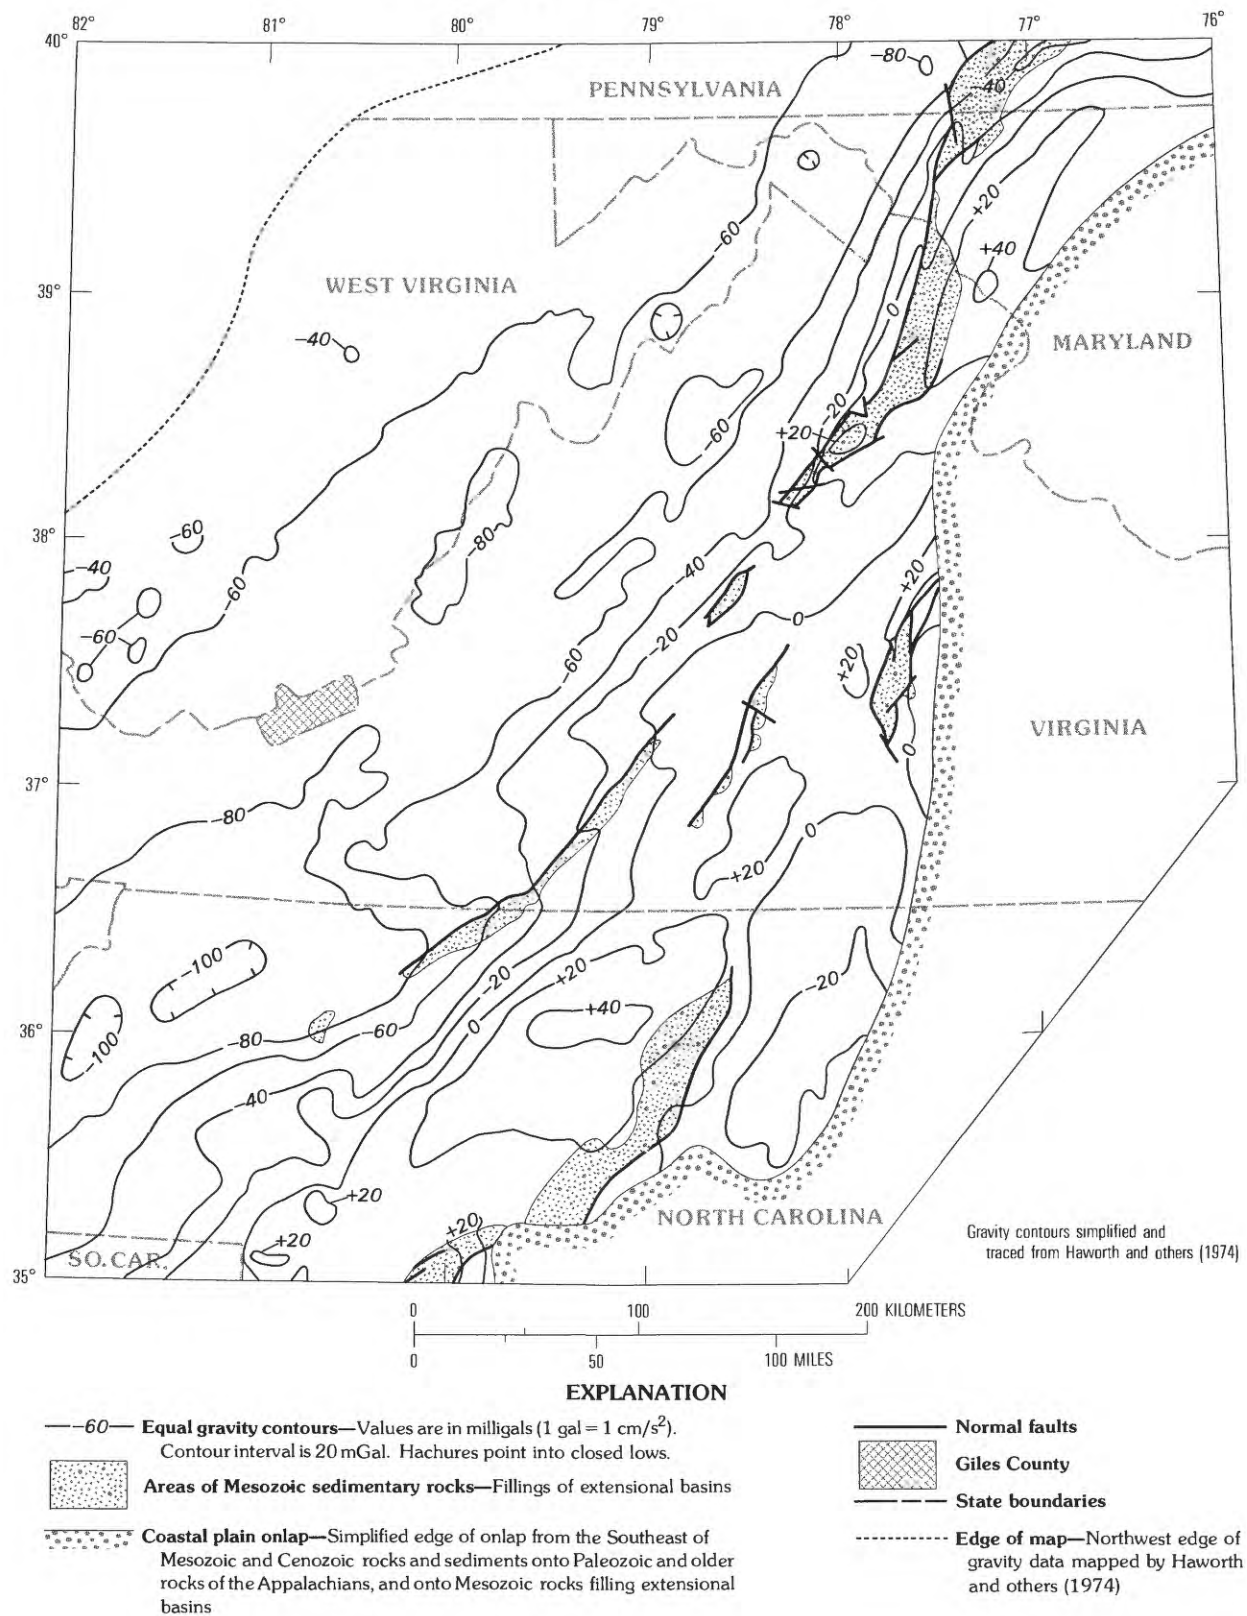 82° 81° 80° 79° 78° 77° 76°
40°
-80
PENNSYLVANIA
-40
+20
-60
+40
WEST VIRGINIA
39°
0
-40
MARYLAND
-20
+20
-60
-80
-60
38°
-40
+20
-40
-60
0
-60
-20
-60
+20
VIRGINIA
0
37°
-80
0
+20
-100
-20
+20
-20
+40
36°
-60
0
-80
-100
-40
+20
NORTH CAROLINA
+20
+20
Gravity contours simplified and
traced from Haworth and others (1974)
SO. CAR.
35°
0 100 200 KILOMETERS
0 50 100 MILES
EXPLANATION
-60 Equal gravity contours—Values are in milligals (1 gal = 1 cm/s²).
Contour interval is 20 mGal. Hachures point into closed lows.
Areas of Mesozoic sedimentary rocks—Fillings of extensional basins
Coastal plain onlap—Simplified edge of onlap from the Southeast of
Mesozoic and Cenozoic rocks and sediments onto Paleozoic and older
rocks of the Appalachians, and onto Mesozoic rocks filling extensional
basins
Normal faults
Giles County
State boundaries
Edge of map—Northwest edge of
gravity data mapped by Haworth
and others (1974)